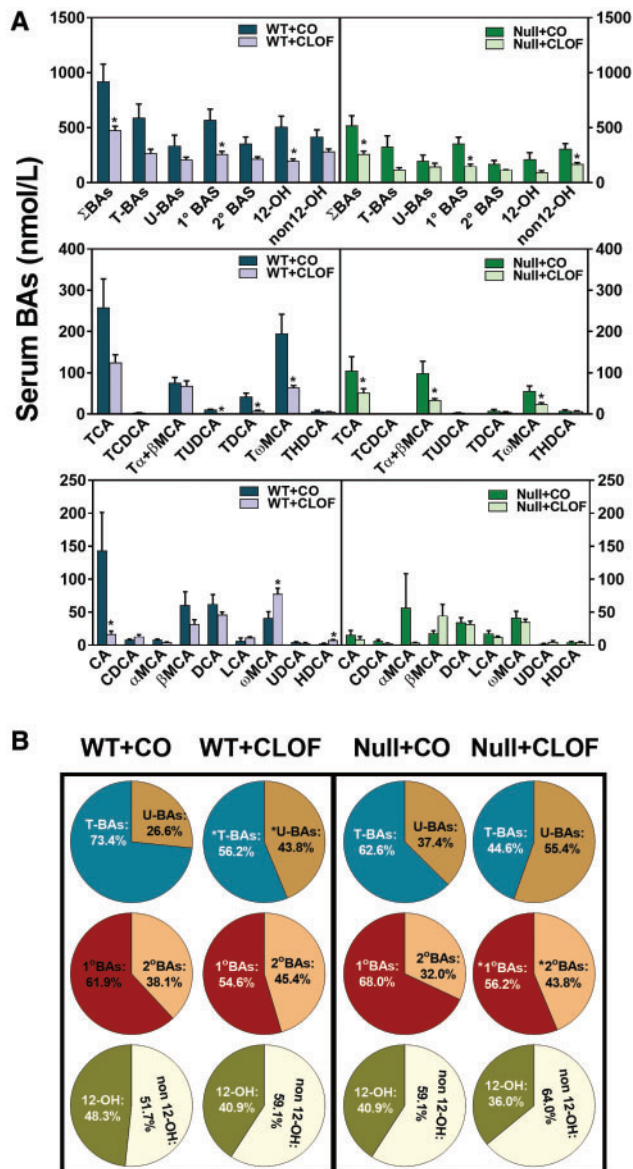 A
Serum BAs (nmol/L)
1500
1000
500
0
WT+CO
WT+CLOF
*
*
*
ΣBAs
T-BAs
U-BAs
1° BAS
2° BAS
12-OH
non12-OH
Null+CO
Null+CLOF
*
*
*
1500
1000
500
0
ΣBAs
T-BAs
U-BAs
1° BAS
2° BAS
12-OH
non12-OH
400
300
200
100
0
WT+CO
WT+CLOF
*
*
*
TCA
TCDCA
Tα+βMCA
TUDCA
TDCA
TωMCA
THDCA
Null+CO
Null+CLOF
*
*
*
400
300
200
100
0
TCA
TCDCA
Tα+βMCA
TUDCA
TDCA
TωMCA
THDCA
250
200
150
100
50
0
WT+CO
WT+CLOF
*
*
*
CA
CDCA
αMCA
βMCA
DCA
LCA
ωMCA
UDCA
HDCA
Null+CO
Null+CLOF
250
200
150
100
50
0
CA
CDCA
αMCA
βMCA
DCA
LCA
ωMCA
UDCA
HDCA
B
WT+CO WT+CLOF Null+CO Null+CLOF
T-BAs:
73.4%
U-BAs:
26.6%
*T-BAs:
56.2%
*U-BAs:
43.8%
T-BAs:
62.6%
U-BAs:
37.4%
T-BAs:
44.6%
U-BAs:
55.4%
1°BAs:
61.9%
2°BAs:
38.1%
1°BAs:
54.6%
2°BAs:
45.4%
1°BAs:
68.0%
2°BAs:
32.0%
*1°BAs:
56.2%
*2°BAs:
43.8%
12-OH:
48.3%
non 12-OH:
51.7%
12-OH:
40.9%
non 12-OH:
59.1%
12-OH:
40.9%
non 12-OH:
59.1%
12-OH:
36.0%
non 12-OH:
64.0%